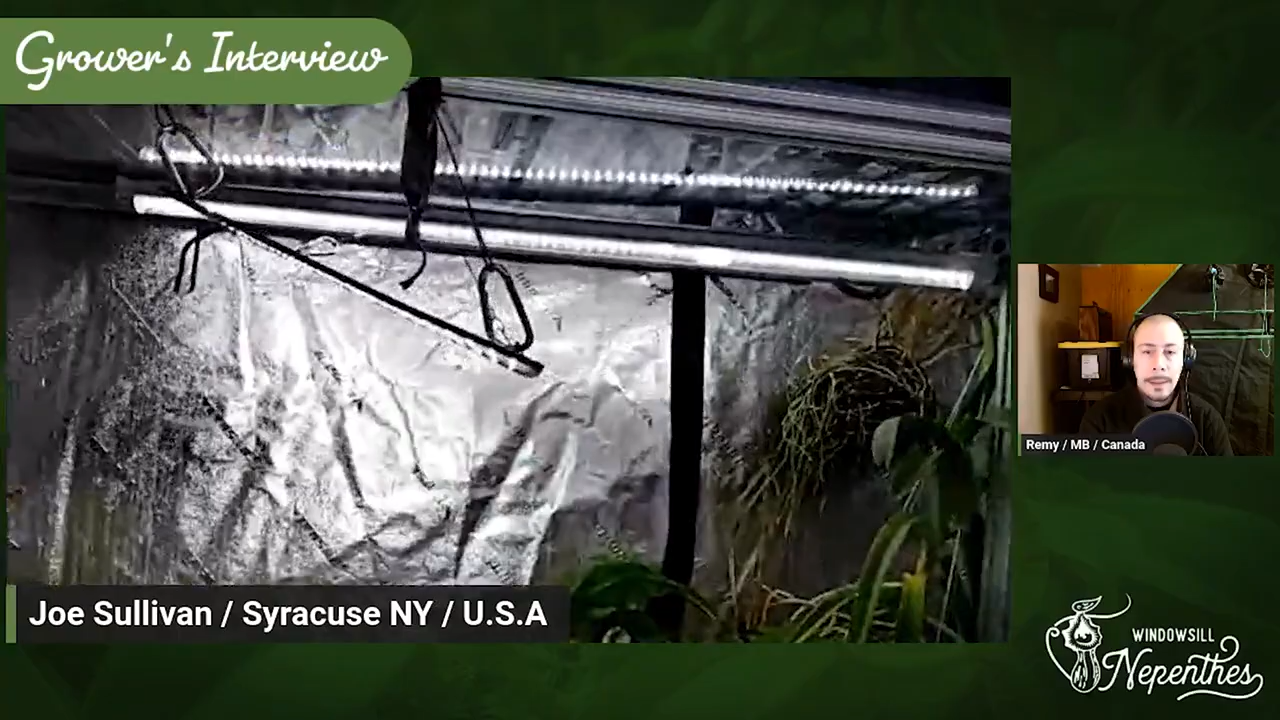 Grower's Interview
Joe Sullivan / Syracuse NY / U.S.A
Remy / MB / Canada
WINDOWSILL
Nepenthes